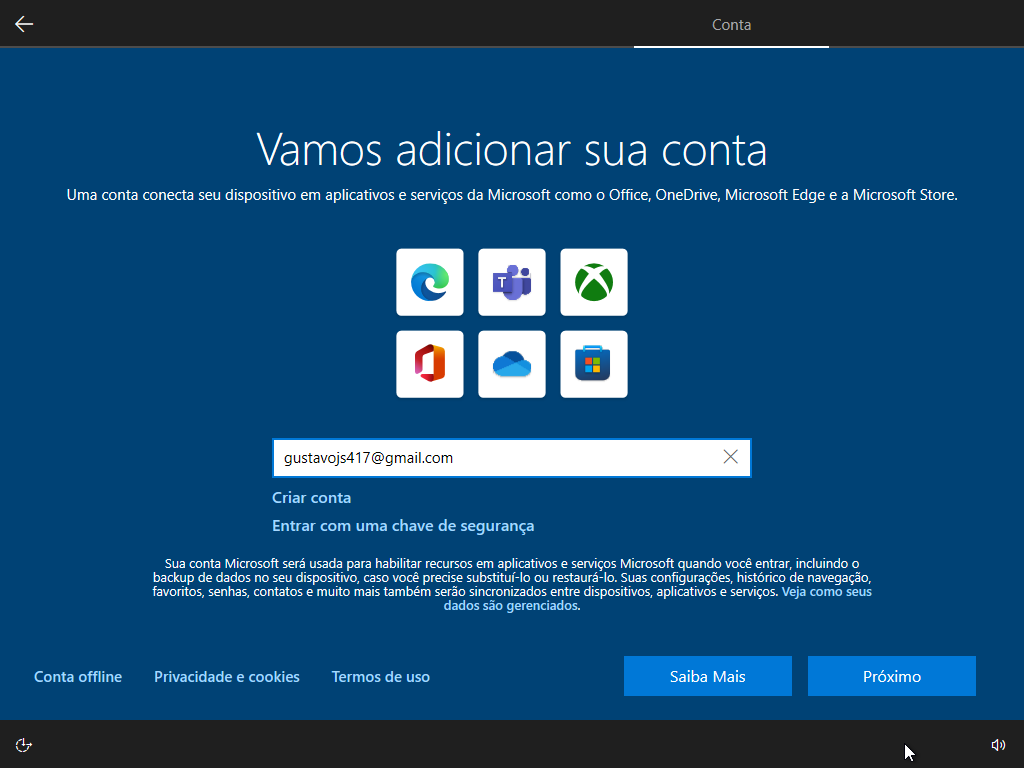 Conta
Vamos adicionar sua conta
Uma conta conecta seu dispositivo em aplicativos e serviços da Microsoft como o Office, OneDrive, Microsoft Edge e a Microsoft Store.
T
gustavojs417@gmail.com
Criar conta
Entrar com uma chave de segurança
Sua conta Microsoft será usada para habilitar recursos em aplicativos e serviços Microsoft quando você entrar, incluindo o
backup de dados no seu dispositivo, caso você precise substituí-lo ou restaurá-lo. Suas configurações, histórico de navegação,
favoritos, senhas, contatos e muito mais também serão sincronizados entre dispositivos, aplicativos e serviços. Veja como seus
dados são gerenciados.
Conta offline Privacidade e cookies Termos de uso Saiba Mais Próximo